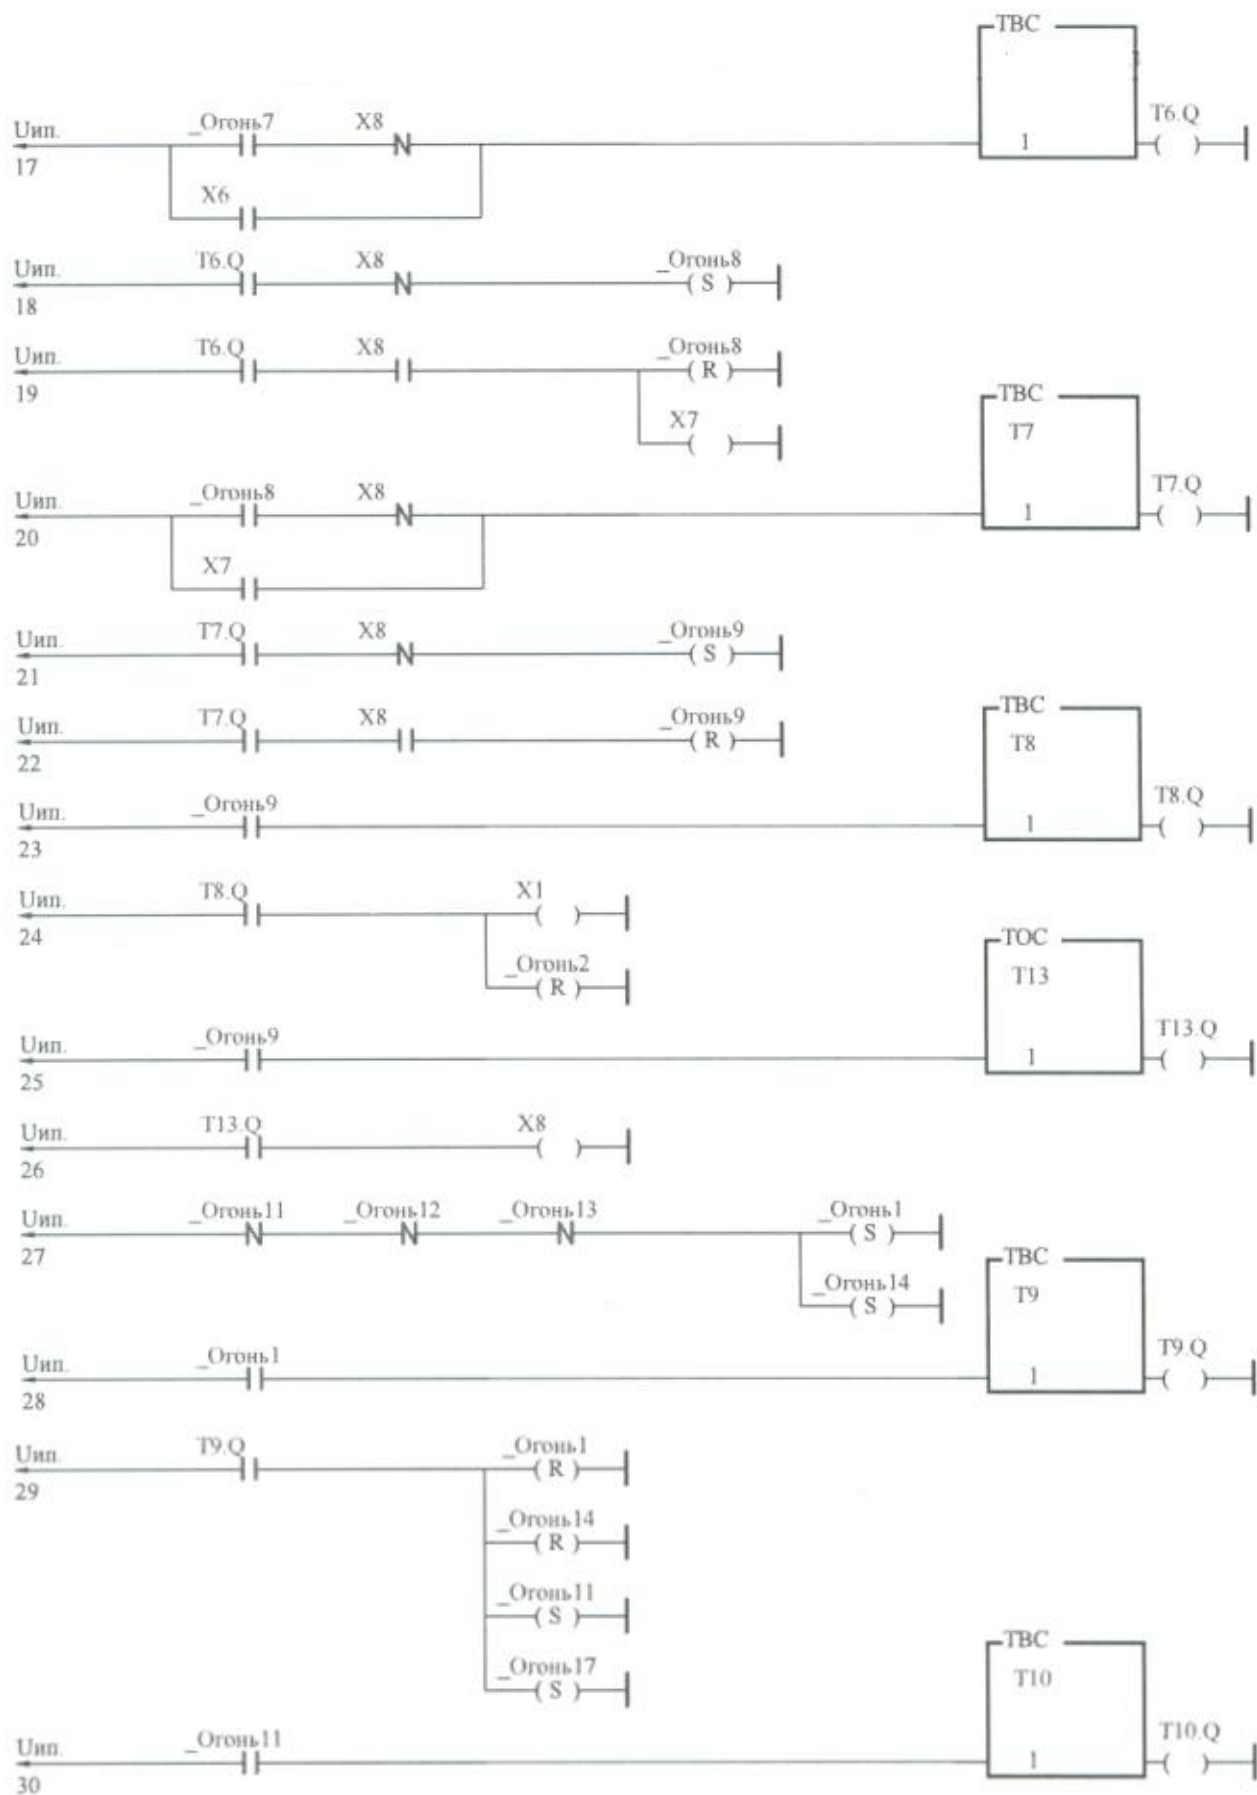 ТВС
Uип. _Огонь7 X8 1 T6.Q
17
X6
Uип. T6.Q X8 _Огонь8
( S )
18
Uип. T6.Q X8 _Огонь8
( R )
19
X7
ТВС
T7
Uип. _Огонь8 X8 1 T7.Q
20
X7
Uип. T7.Q X8 _Огонь9
( S )
21
Uип. T7.Q X8 _Огонь9
( R )
22
ТВС
T8
Uип. _Огонь9 1 T8.Q
23
Uип. T8.Q X1
24
_Огонь2
( R )
ТОС
T13
Uип. _Огонь9 1 T13.Q
25
Uип. T13.Q X8
26
Uип. _Огонь11 _Огонь12 _Огонь13 _Огонь1
( S )
27
_Огонь14
( S )
ТВС
T9
Uип. _Огонь1 1 T9.Q
28
Uип. T9.Q _Огонь1
( R )
29
_Огонь14
( R )
_Огонь11
( S )
_Огонь17
( S )
ТВС
T10
Uип. _Огонь11 1 T10.Q
30